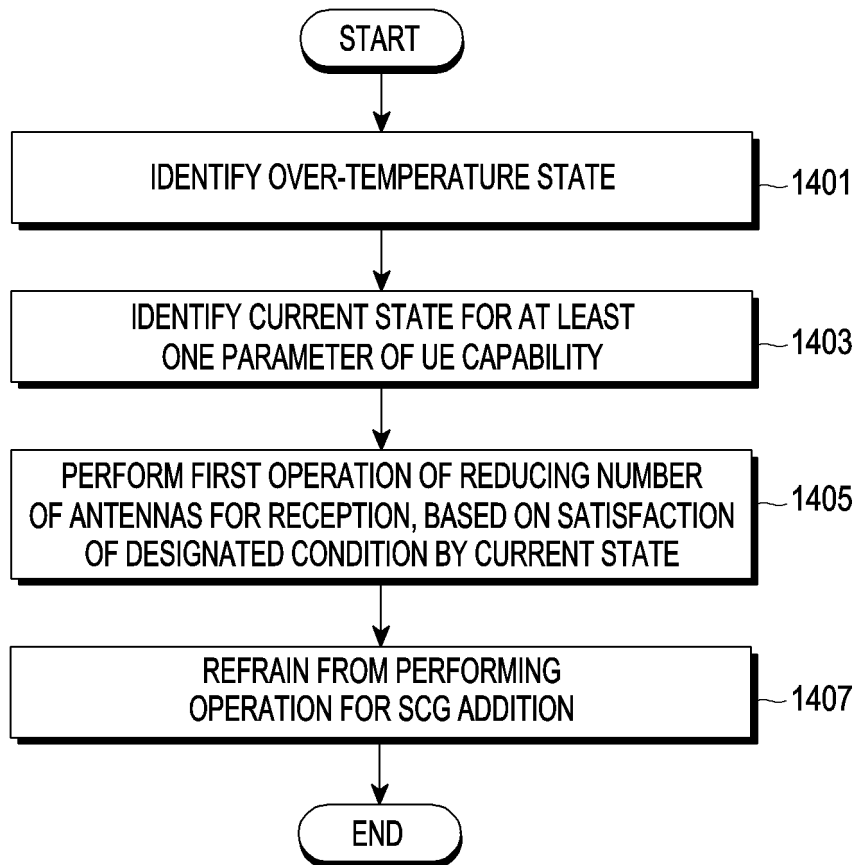 START
IDENTIFY OVER-TEMPERATURE STATE
1401
IDENTIFY CURRENT STATE FOR AT LEAST
ONE PARAMETER OF UE CAPABILITY
1403
PERFORM FIRST OPERATION OF REDUCING NUMBER
OF ANTENNAS FOR RECEPTION, BASED ON SATISFACTION
OF DESIGNATED CONDITION BY CURRENT STATE
1405
REFRAIN FROM PERFORMING
OPERATION FOR SCG ADDITION
1407
END